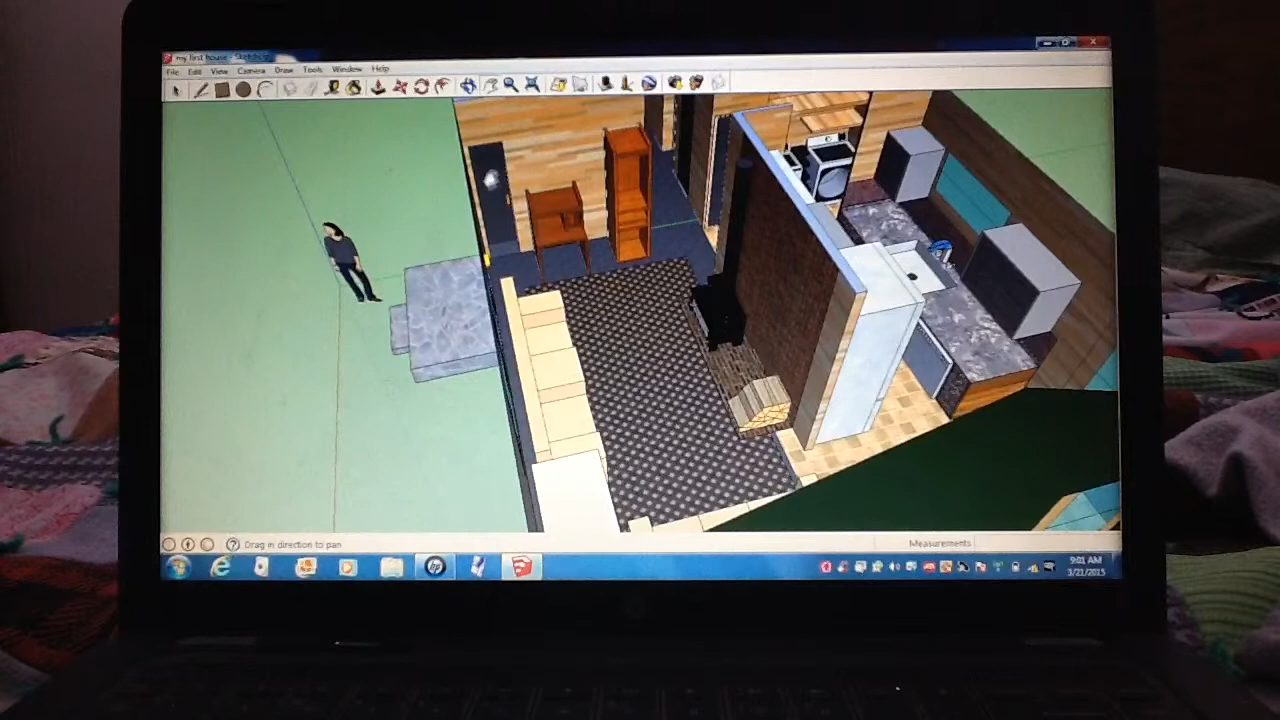 my first house - SketchUp
File Edit View Camera Draw Tools Window Help
Drag in direction to pan
Measurements
hp
9:01 AM
3/21/2015